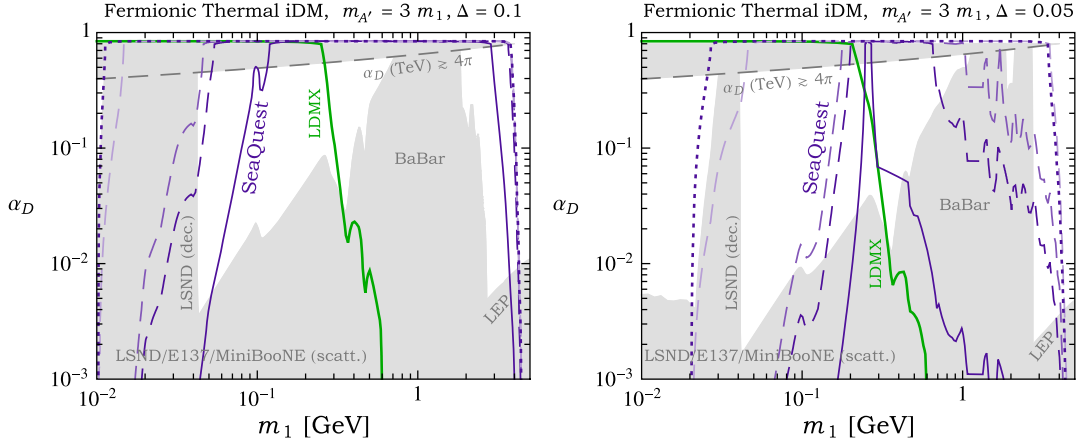 Fermionic Thermal iDM, m_A' = 3 m_1, Δ = 0.1
1
10^−1
10^−2
10^−3
α_D
α_D (TeV) ≳ 4π
SeaQuest
LDMX
BaBar
LSND (dec.)
LEP
LSND/E137/MiniBooNE (scatt.)
10^−2
10^−1
1
m_1 [GeV]
Fermionic Thermal iDM, m_A' = 3 m_1, Δ = 0.05
1
10^−1
10^−2
10^−3
α_D
α_D (TeV) ≳ 4π
SeaQuest
LDMX
BaBar
LSND (dec.)
LEP
LSND/E137/MiniBooNE (scatt.)
10^−2
10^−1
1
m_1 [GeV]